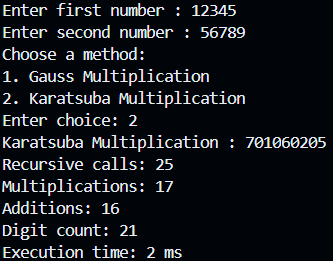 Enter first number : 12345
Enter second number : 56789
Choose a method:
1. Gauss Multiplication
2. Karatsuba Multiplication
Enter choice: 2
Karatsuba Multiplication : 701060205
Recursive calls: 25
Multiplications: 17
Additions: 16
Digit count: 21
Execution time: 2 ms